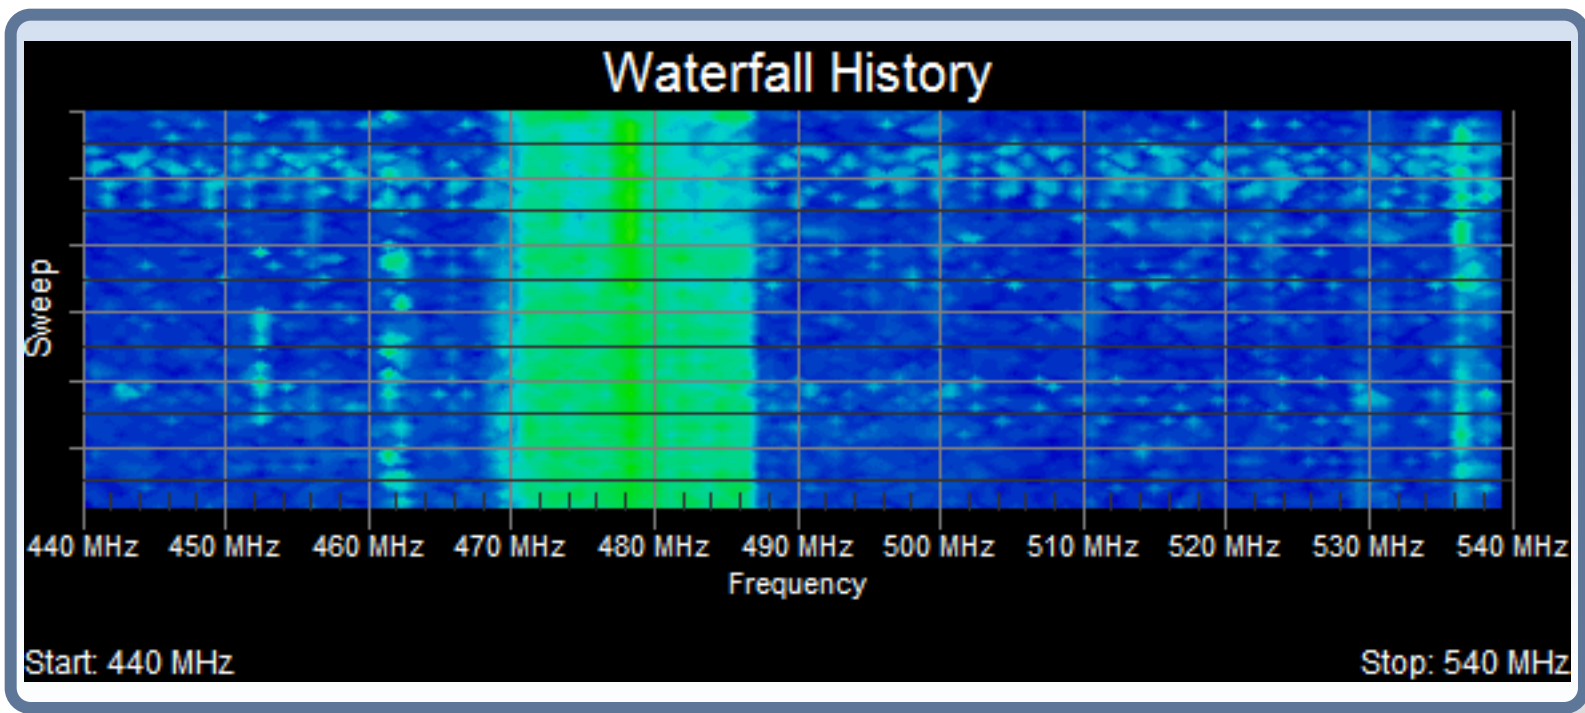 Waterfall History
Sweep
440 MHz 450 MHz 460 MHz 470 MHz 480 MHz 490 MHz 500 MHz 510 MHz 520 MHz 530 MHz 540 MHz
Frequency
Start: 440 MHz Stop: 540 MHz